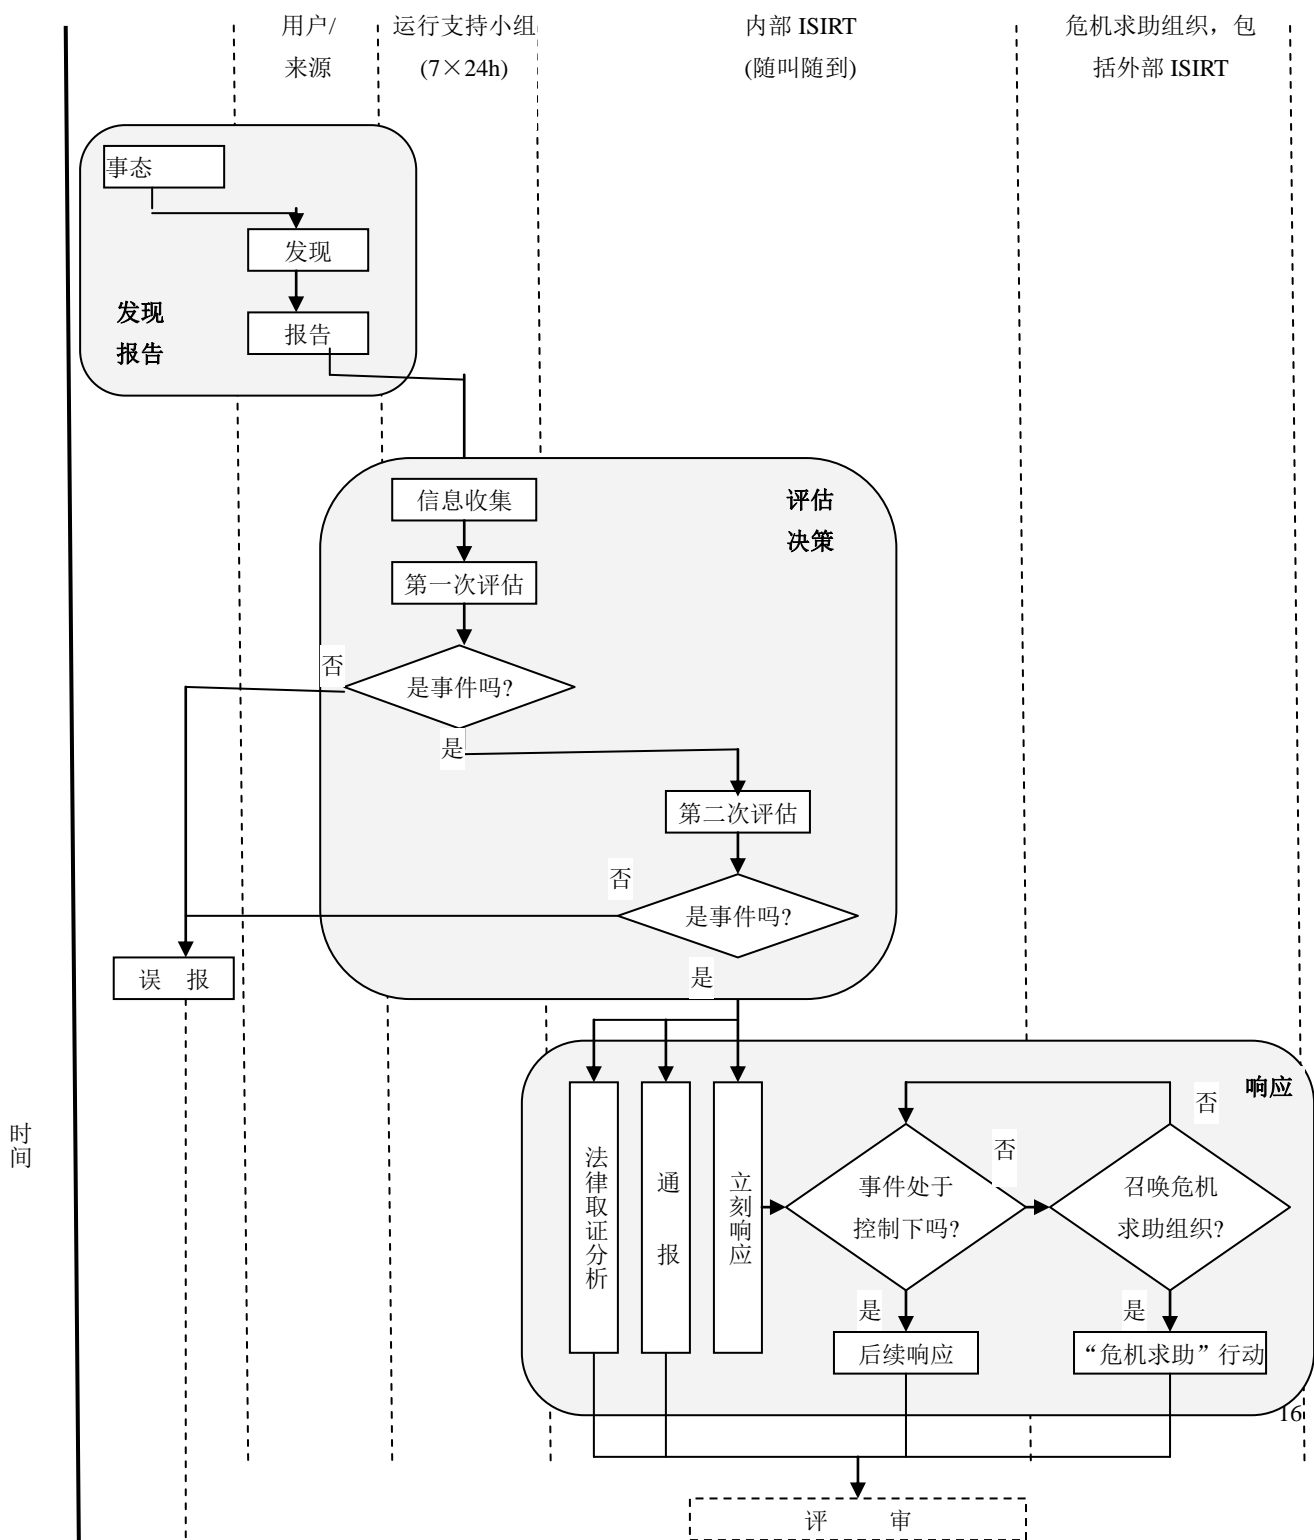 用户/
来源
运行支持小组
(7×24h)
内部 ISIRT
(随叫随到)
危机求助组织，包
括外部 ISIRT
事态
发现
报告
发现
报告
信息收集
评估
决策
第一次评估
否
是事件吗?
是
第二次评估
否
是事件吗?
是
误 报
响应
时间
法律取证分析
通 报
立刻响应
事件处于
控制下吗?
否
召唤危机
求助组织?
否
是
后续响应
是
“危机求助”行动
16
评 审